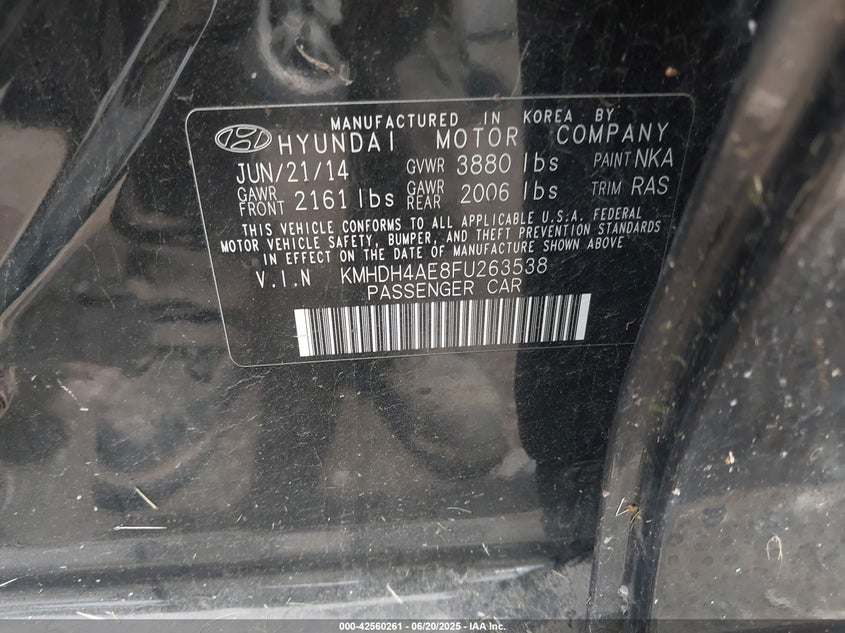 MANUFACTURED IN KOREA BY
HYUNDAI MOTOR COMPANY
JUN/21/14 GVWR 3880 lbs PAINT NKA
GAWR FRONT 2161 lbs GAWR REAR 2006 lbs TRIM RAS
THIS VEHICLE CONFORMS TO ALL APPLICABLE U.S.A. FEDERAL
MOTOR VEHICLE SAFETY, BUMPER, AND THEFT PREVENTION STANDARDS
IN EFFECT ON THE DATE OF MANUFACTURE SHOWN ABOVE
V.I.N KMHDH4AE8FU263538
PASSENGER CAR
000-42560261 - 06/20/2025 - IAA Inc.